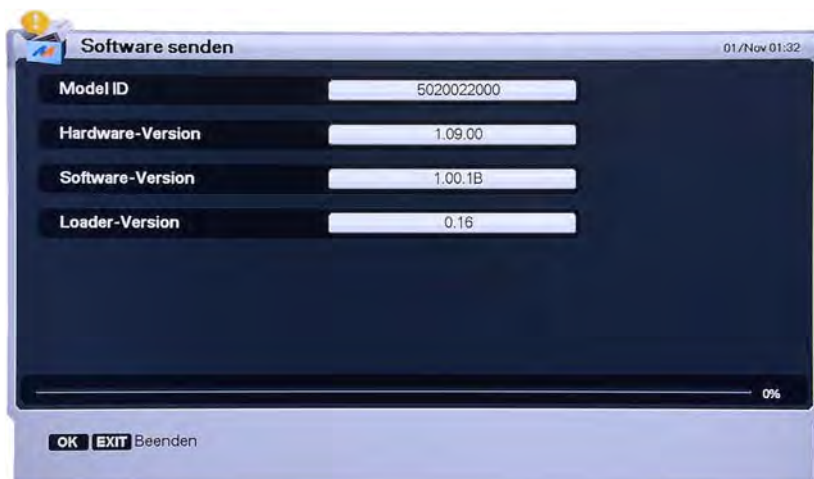 Software senden
01/Nov 01:32
Model ID 5020022000
Hardware-Version 1.09.00
Software-Version 1.00.1B
Loader-Version 0.16
0%
OK EXIT Beenden